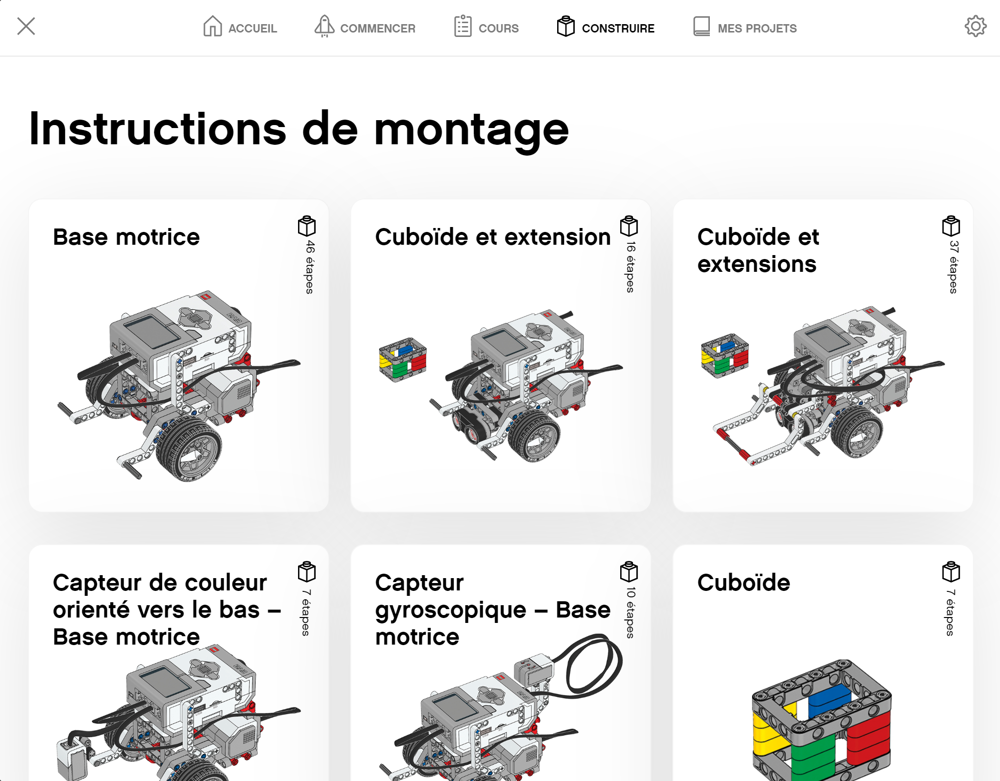 ACCUEIL
COMMENCER
COURS
CONSTRUIRE
MES PROJETS
Instructions de montage
Base motrice
46 étapes
Cuboïde et extension
16 étapes
Cuboïde et
extensions
37 étapes
Capteur de couleur
orienté vers le bas –
Base motrice
7 étapes
Capteur
gyroscopique – Base
motrice
10 étapes
Cuboïde
7 étapes